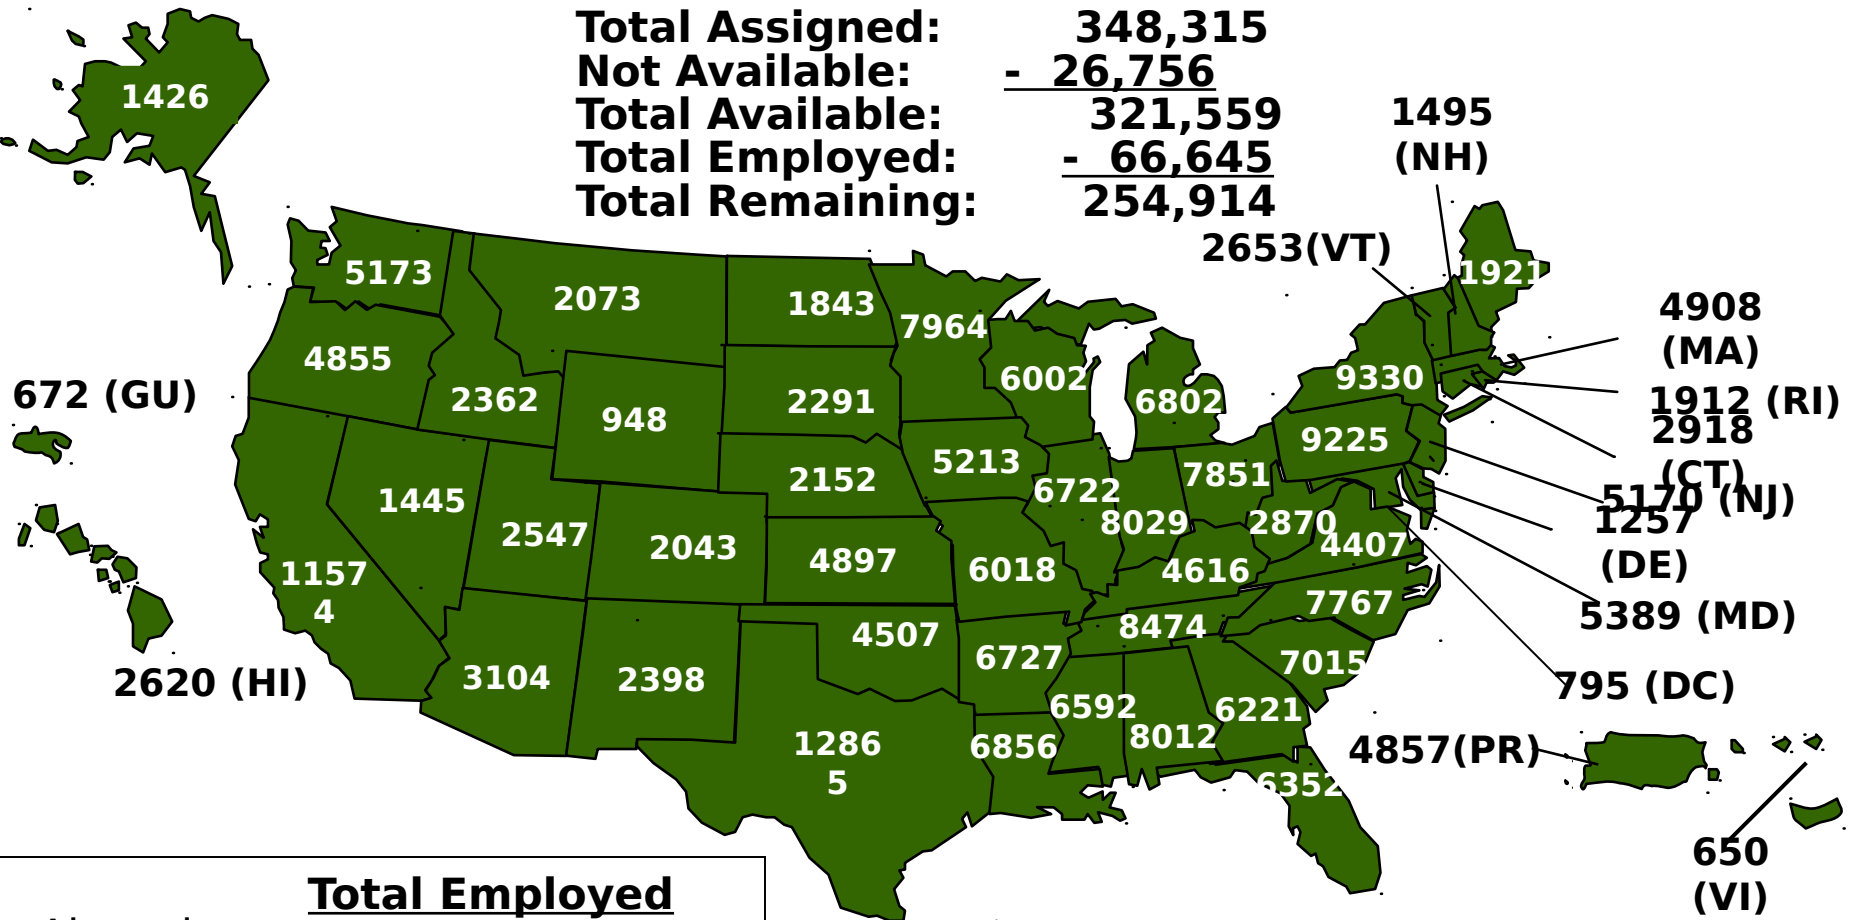 Total Assigned: 348,315
Not Available: - 26,756
Total Available: 321,559
Total Employed: - 66,645
Total Remaining: 254,914
1426
1495
(NH)
2653(VT)
1921
5173
2073
1843
7964
4908
(MA)
4855
2362
948
2291
6002
6802
9330
1912 (RI)
672 (GU)
2918
(CT)
9225
5213
2152
1445
6722
7851
5170 (NJ)
2547
2043
8029
2870
4407
1257
(DE)
4897
6018
4616
1157
4
7767
5389 (MD)
4507
8474
6727
7015
3104
2398
2620 (HI)
795 (DC)
6592
6221
8012
6856
1286
5
4857(PR)
6352
650
(VI)
Total Employed